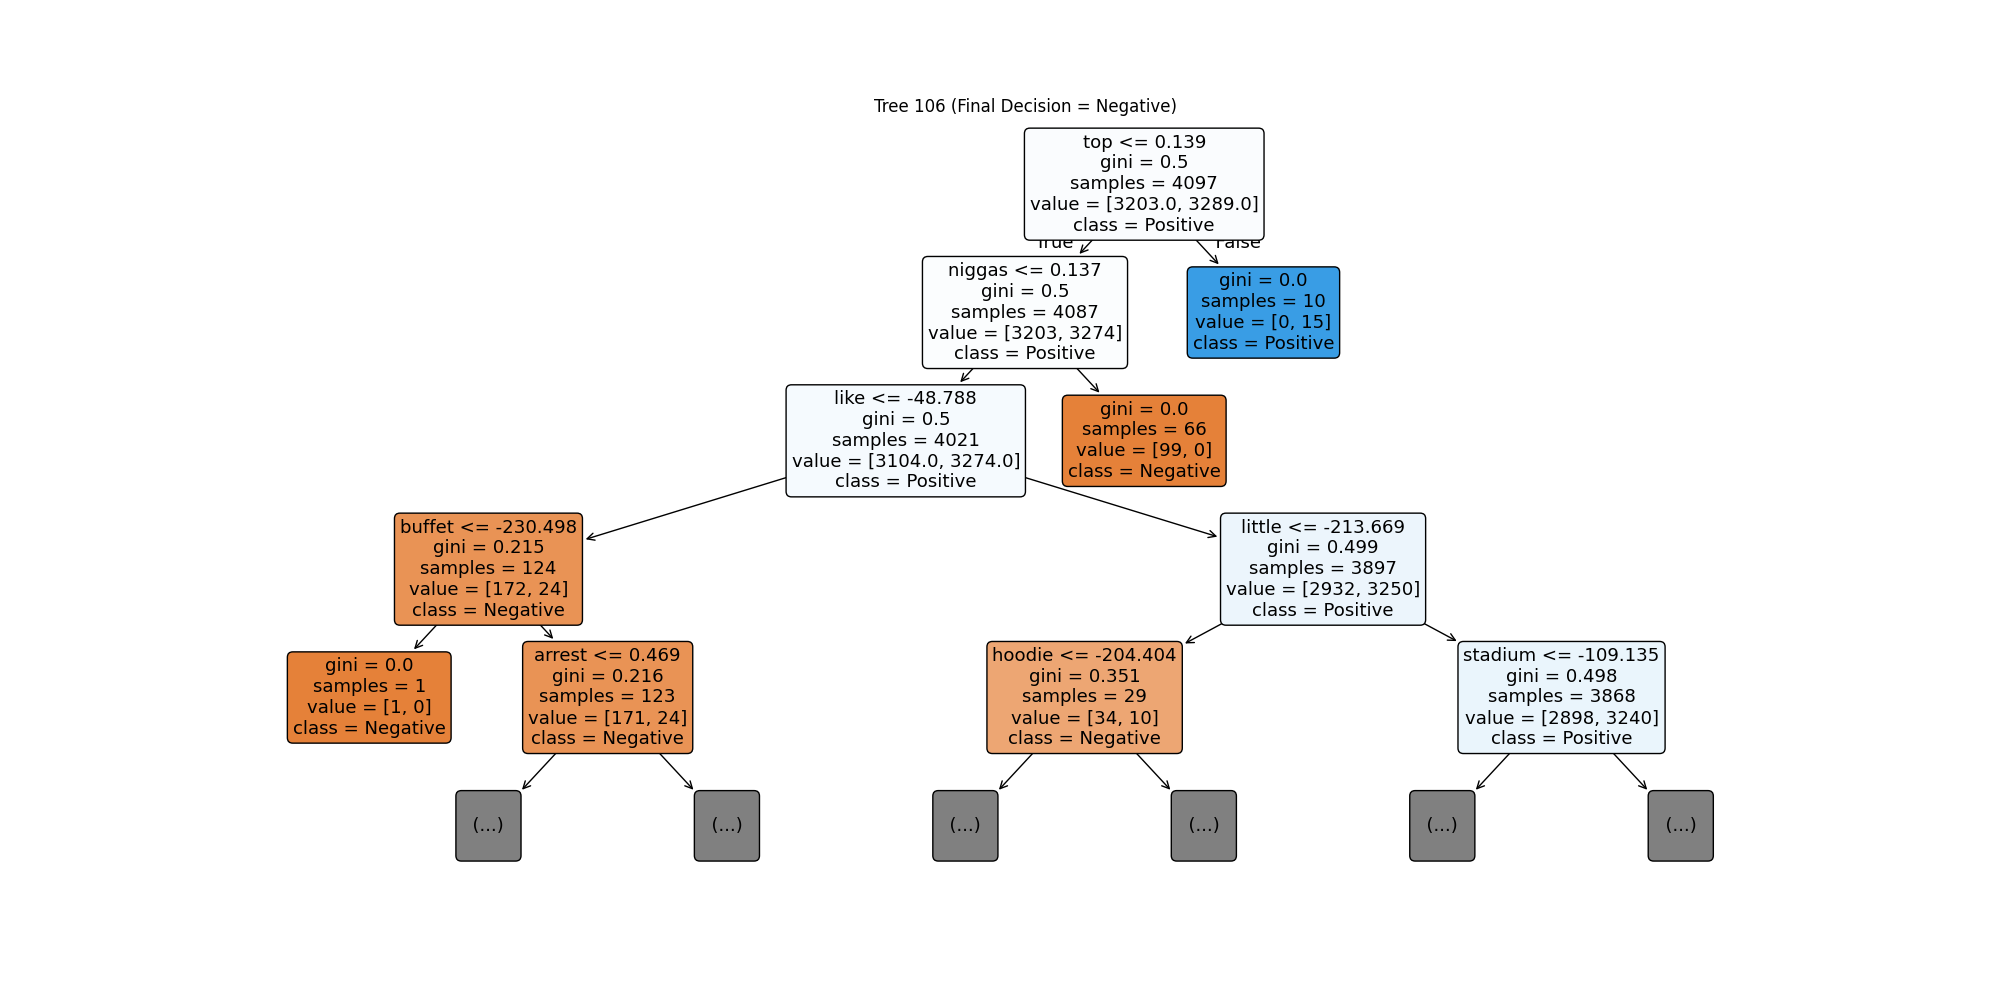 Tree 106 (Final Decision = Negative)
top <= 0.139
gini = 0.5
samples = 4097
value = [3203.0, 3289.0]
class = Positive
True
False
niggas <= 0.137
gini = 0.5
samples = 4087
value = [3203, 3274]
class = Positive
gini = 0.0
samples = 10
value = [0, 15]
class = Positive
like <= -48.788
gini = 0.5
samples = 4021
value = [3104.0, 3274.0]
class = Positive
gini = 0.0
samples = 66
value = [99, 0]
class = Negative
buffet <= -230.498
gini = 0.215
samples = 124
value = [172, 24]
class = Negative
little <= -213.669
gini = 0.499
samples = 3897
value = [2932, 3250]
class = Positive
gini = 0.0
samples = 1
value = [1, 0]
class = Negative
arrest <= 0.469
gini = 0.216
samples = 123
value = [171, 24]
class = Negative
hoodie <= -204.404
gini = 0.351
samples = 29
value = [34, 10]
class = Negative
stadium <= -109.135
gini = 0.498
samples = 3868
value = [2898, 3240]
class = Positive
(...)
(...)
(...)
(...)
(...)
(...)